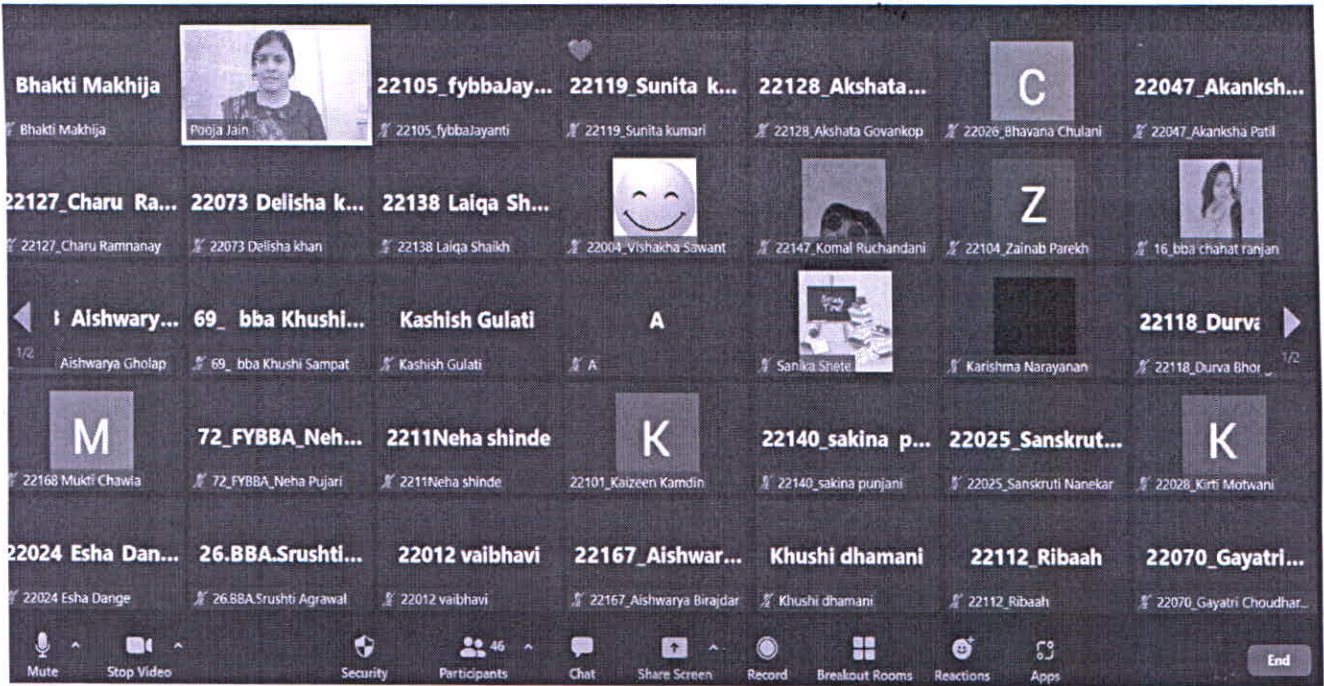 Bhakti Makhija
22105_fybbaJay...
22119_Sunita k...
22128_Akshata...
C
22047_Akanksh...
Bhakti Makhija
Pooja Jain
22105_fybbaJayanti
22119_Sunita kumari
22128_Akshata Govankop
22026_Bhavana Chulani
22047_Akanksha Patil
22127_Charu Ra...
22073 Delisha k...
22138 Laiqa Sh...
Z
22127_Charu Ramnanay
22073 Delisha khan
22138 Laiqa Shaikh
22004_Vishakha Sawant
22147_Komal Ruchandani
22104_Zainab Parekh
16_bba chahat ranjan
Aishwary...
69_ bba Khushi...
Kashish Gulati
A
Study Time
22118_Durva
1/2
Aishwarya Gholap
69_ bba Khushi Sampat
Kashish Gulati
A
Sanika Shete
Karishma Narayanan
22118_Durva Bhor
1/2
M
72_FYBBA_Neh...
2211Neha shinde
K
22140_sakina p...
22025_Sanskrut...
K
22168 Mukti Chawla
72_FYBBA_Neha Pujari
2211Neha shinde
22101_Kaizeen Kamdin
22140_sakina punjani
22025_Sanskruti Nanekar
22028_Kirti Motwani
22024 Esha Dan...
26.BBA.Srushti...
22012 vaibhavi
22167_Aishwar...
Khushi dhamani
22112_Ribaah
22070_Gayatri...
22024 Esha Dange
26.BBA.Srushti Agrawal
22012 vaibhavi
22167_Aishwarya Birajdar
Khushi dhamani
22112_Ribaah
22070_Gayatri Choudhar...
46
Mute
Stop Video
Security
Participants
Chat
Share Screen
Record
Breakout Rooms
Reactions
Apps
End